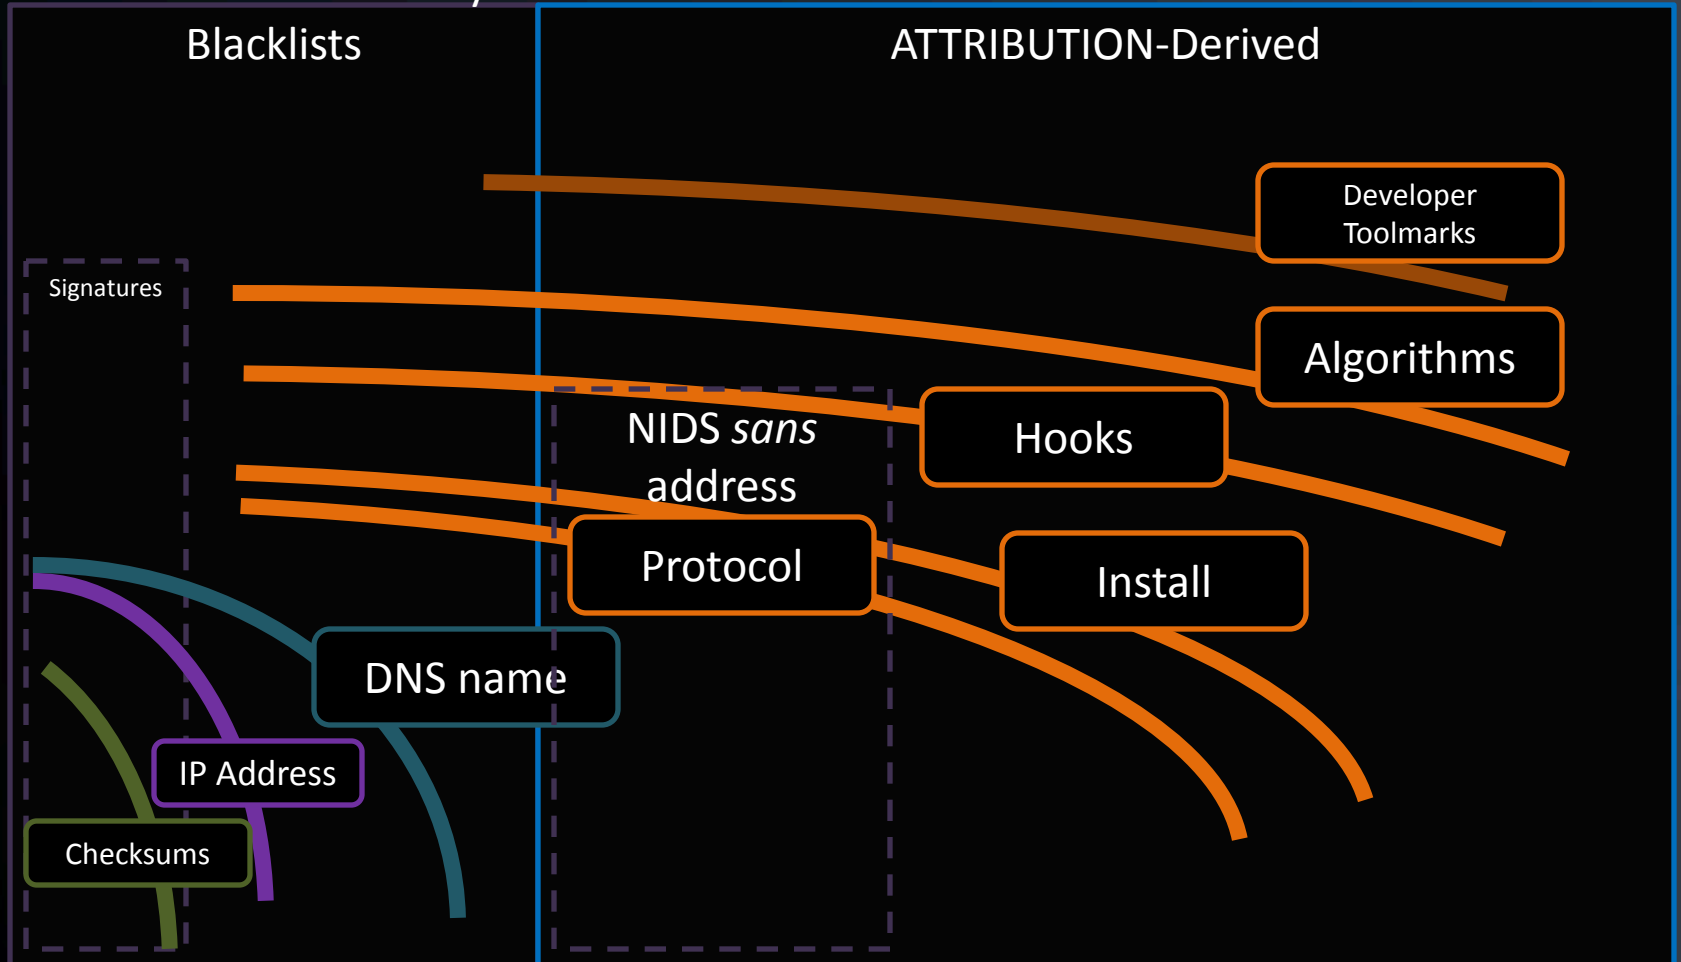 Blacklists
ATTRIBUTION-Derived
Developer
Toolmarks
Signatures
Algorithms
NIDS sans
address
Hooks
Protocol
Install
DNS name
IP Address
Checksums